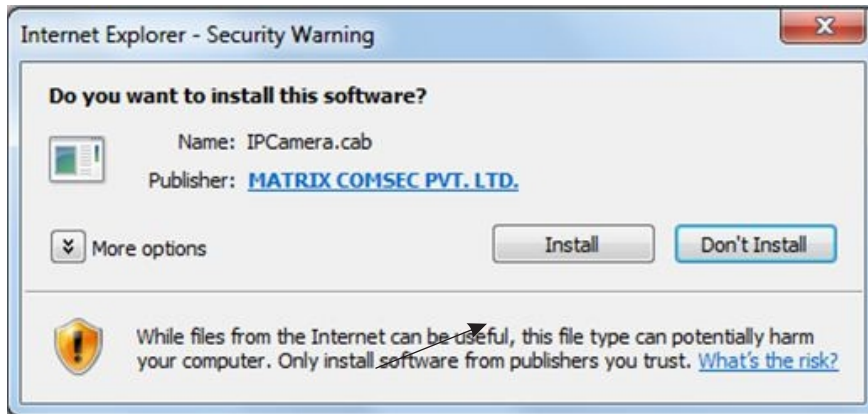 Internet Explorer - Security Warning
Do you want to install this software?
Name: IPCamera.cab
Publisher: MATRIX COMSEC PVT. LTD.
More options
Install
Don't Install
While files from the Internet can be useful, this file type can potentially harm
your computer. Only install software from publishers you trust. What's the risk?